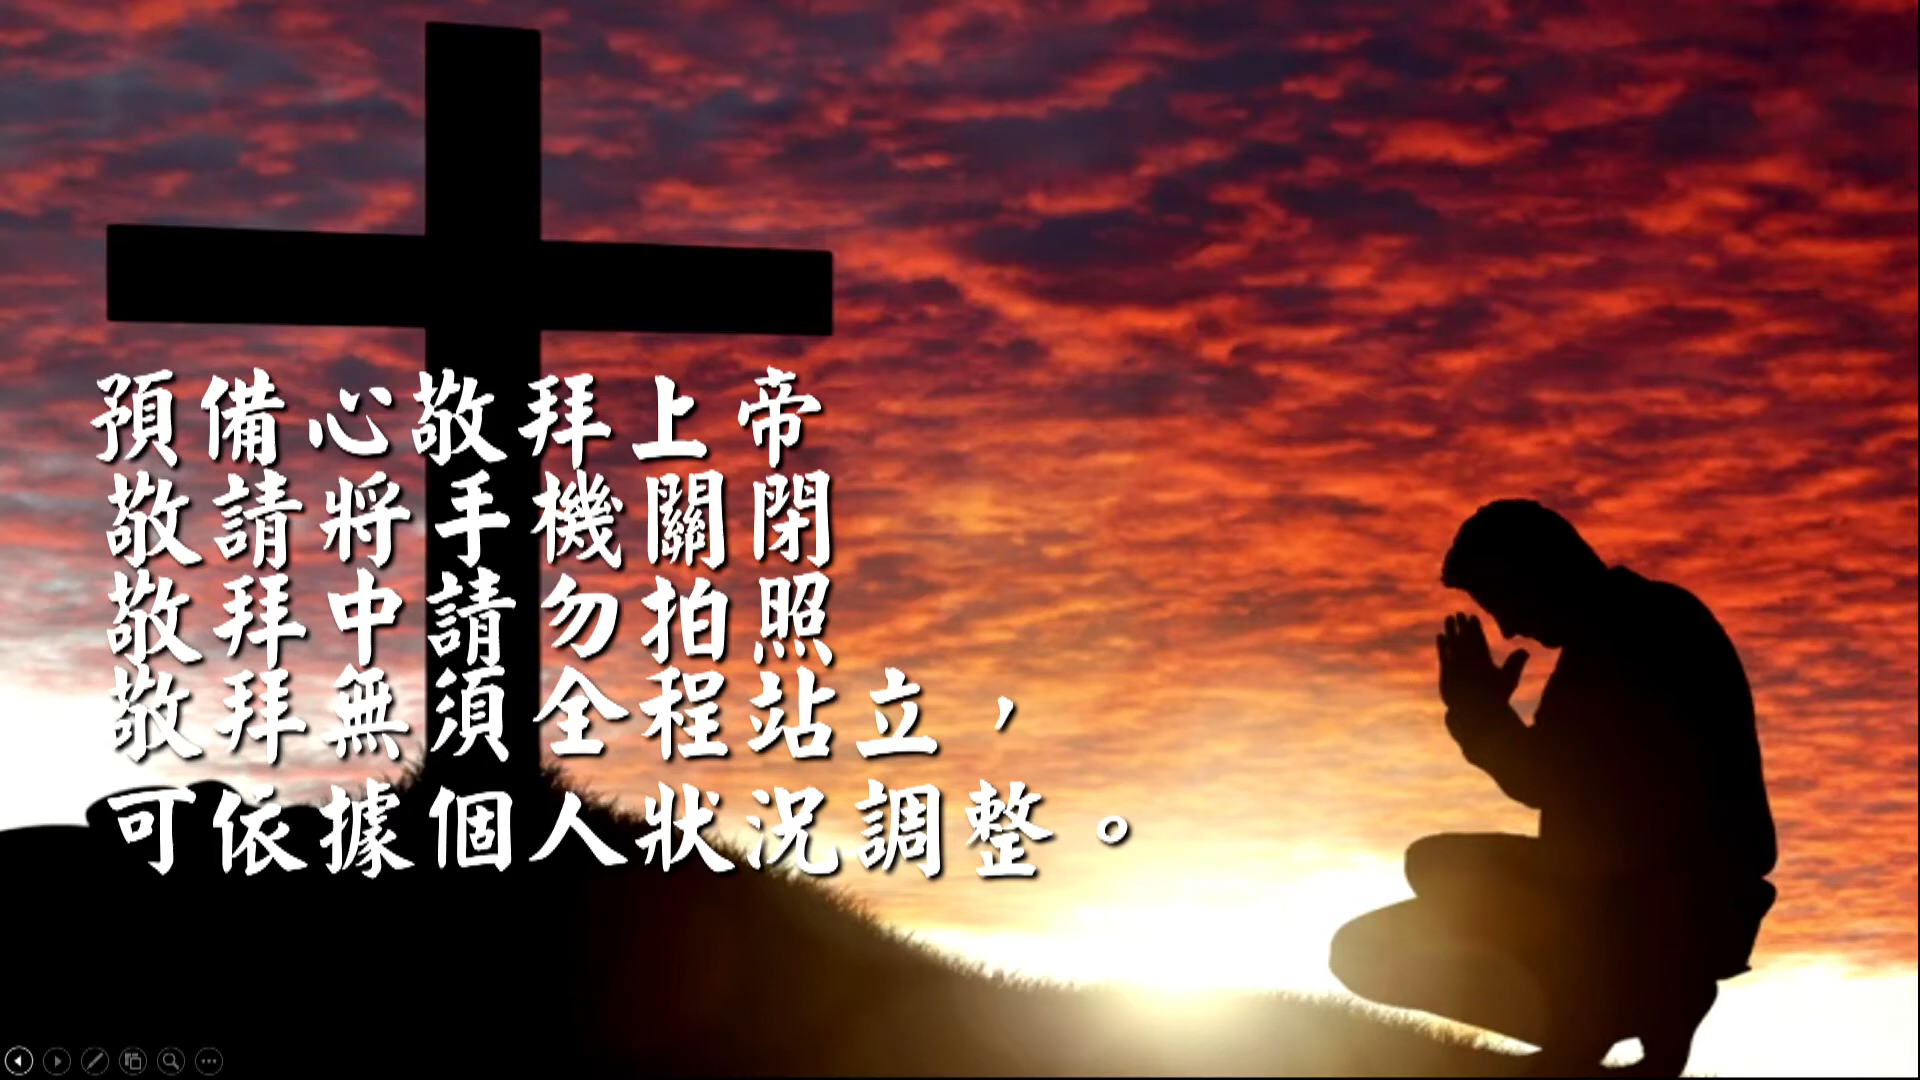 預備心敬拜上帝
敬請將手機關閉
敬拜中請勿拍照
敬拜無須全程站立，
可依據個人狀況調整。